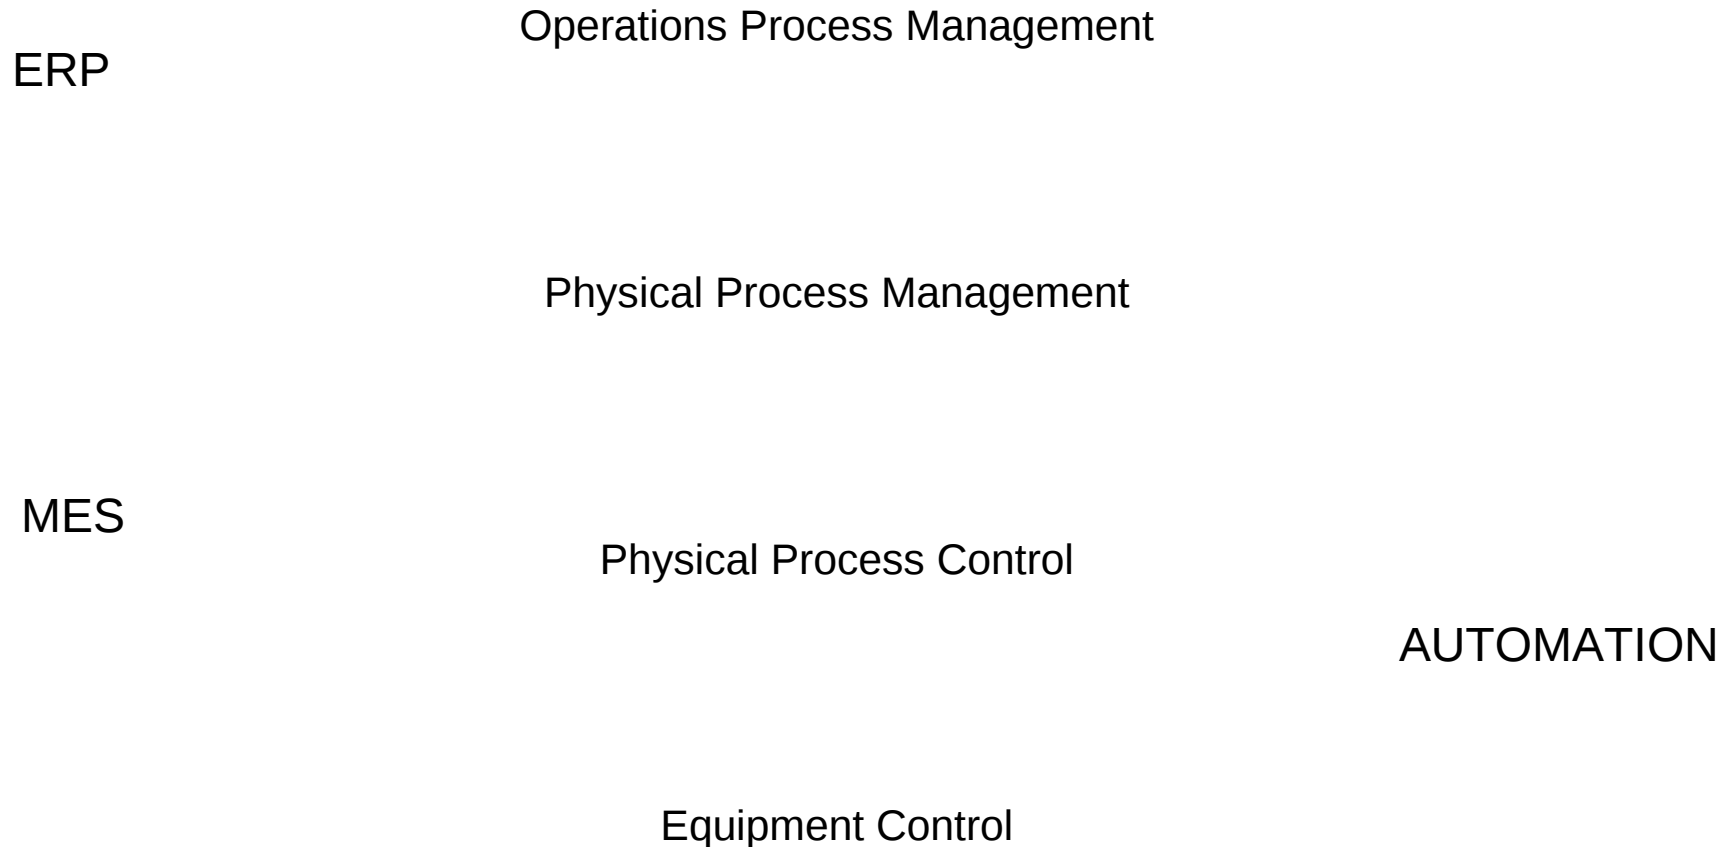 Operations Process Management
ERP
Physical Process Management
MES
Physical Process Control
AUTOMATION
Equipment Control